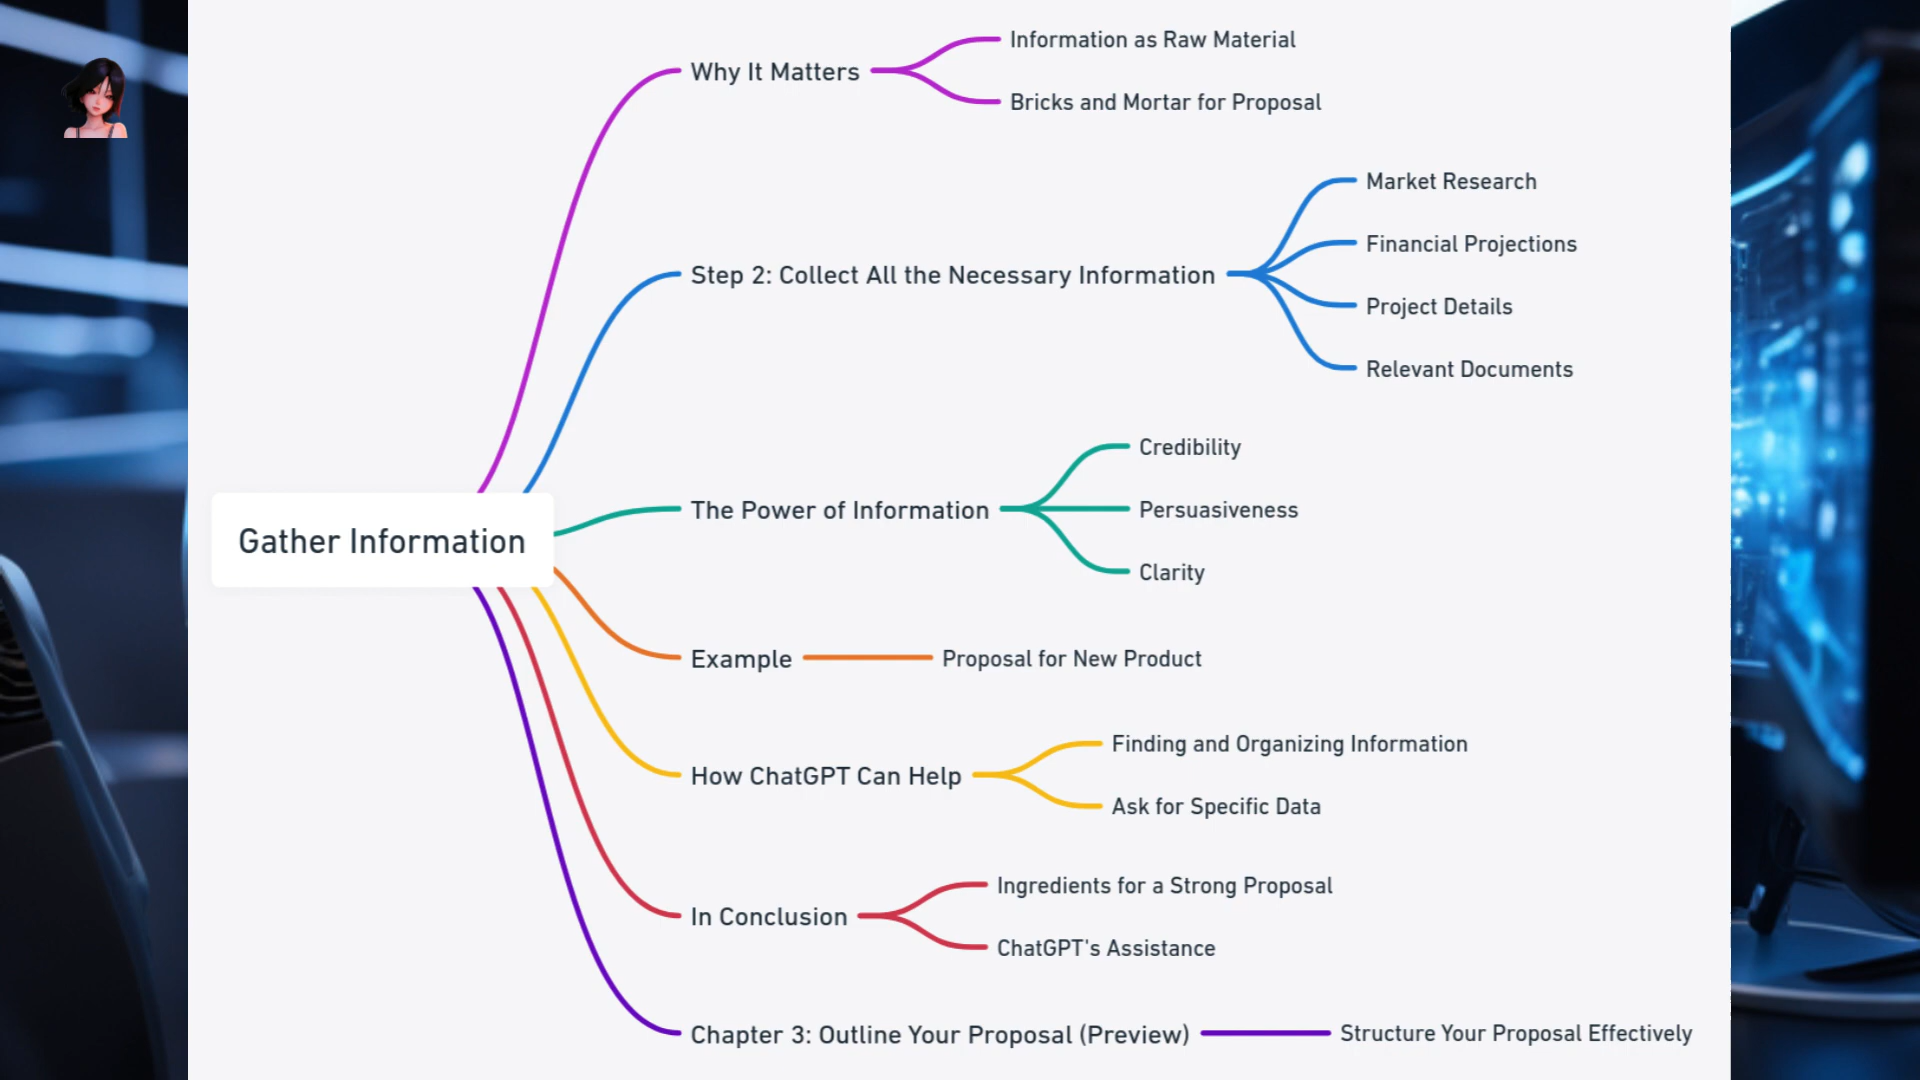 Why It Matters
Information as Raw Material
Bricks and Mortar for Proposal
Step 2: Collect All the Necessary Information
Market Research
Financial Projections
Project Details
Relevant Documents
Gather Information
The Power of Information
Credibility
Persuasiveness
Clarity
Example
Proposal for New Product
How ChatGPT Can Help
Finding and Organizing Information
Ask for Specific Data
In Conclusion
Ingredients for a Strong Proposal
ChatGPT's Assistance
Chapter 3: Outline Your Proposal (Preview)
Structure Your Proposal Effectively